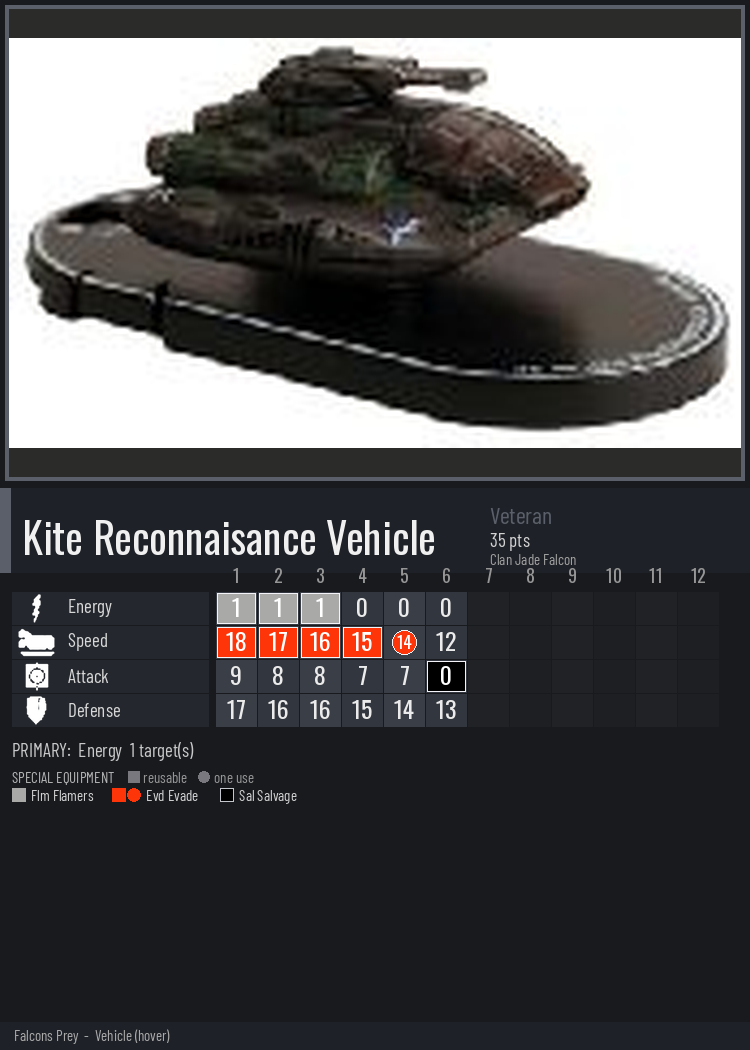 Kite Reconnaisance Vehicle
Veteran
35 pts
Clan Jade Falcon
1 2 3 4 5 6 7 8 9 10 11 12
Energy 1 1 1 0 0 0
Speed 18 17 16 15 14 12
Attack 9 8 8 7 7 0
Defense 17 16 16 15 14 13
PRIMARY: Energy 1 target(s)
SPECIAL EQUIPMENT reusable one use
Flm Flamers Evd Evade Sal Salvage
Falcons Prey - Vehicle (hover)